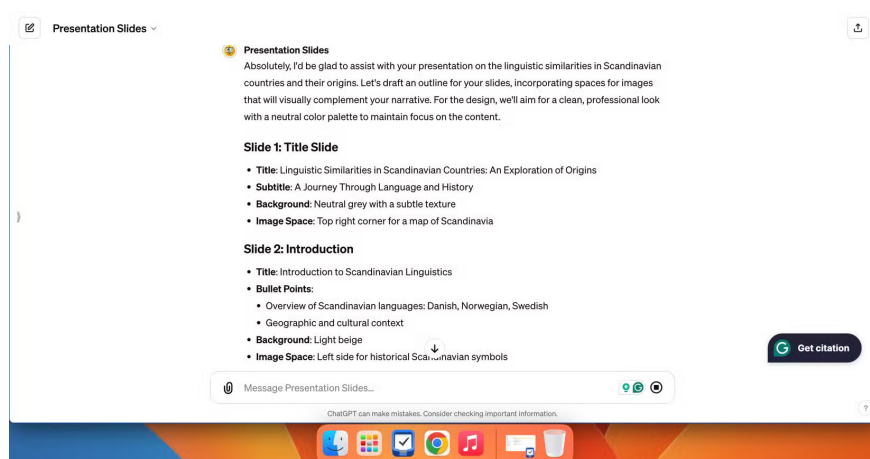 Presentation Slides
Presentation Slides
Absolutely, I'd be glad to assist with your presentation on the linguistic similarities in Scandinavian
countries and their origins. Let's draft an outline for your slides, incorporating spaces for images
that will visually complement your narrative. For the design, we'll aim for a clean, professional look
with a neutral color palette to maintain focus on the content.
Slide 1: Title Slide
• Title: Linguistic Similarities in Scandinavian Countries: An Exploration of Origins
• Subtitle: A Journey Through Language and History
• Background: Neutral grey with a subtle texture
• Image Space: Top right corner for a map of Scandinavia
Slide 2: Introduction
• Title: Introduction to Scandinavian Linguistics
• Bullet Points:
• Overview of Scandinavian languages: Danish, Norwegian, Swedish
• Geographic and cultural context
• Background: Light beige
• Image Space: Left side for historical Scandinavian symbols
Get citation
Message Presentation Slides...
ChatGPT can make mistakes. Consider checking important information.
?